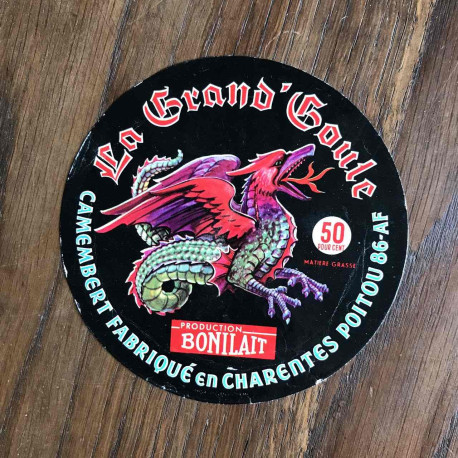 La Grand'Goule
50
POUR CENT
MATIERE GRASSE
PRODUCTION
BONILAIT
CAMEMBERT FABRIQUÉ en CHARENTES POITOU 86-AF